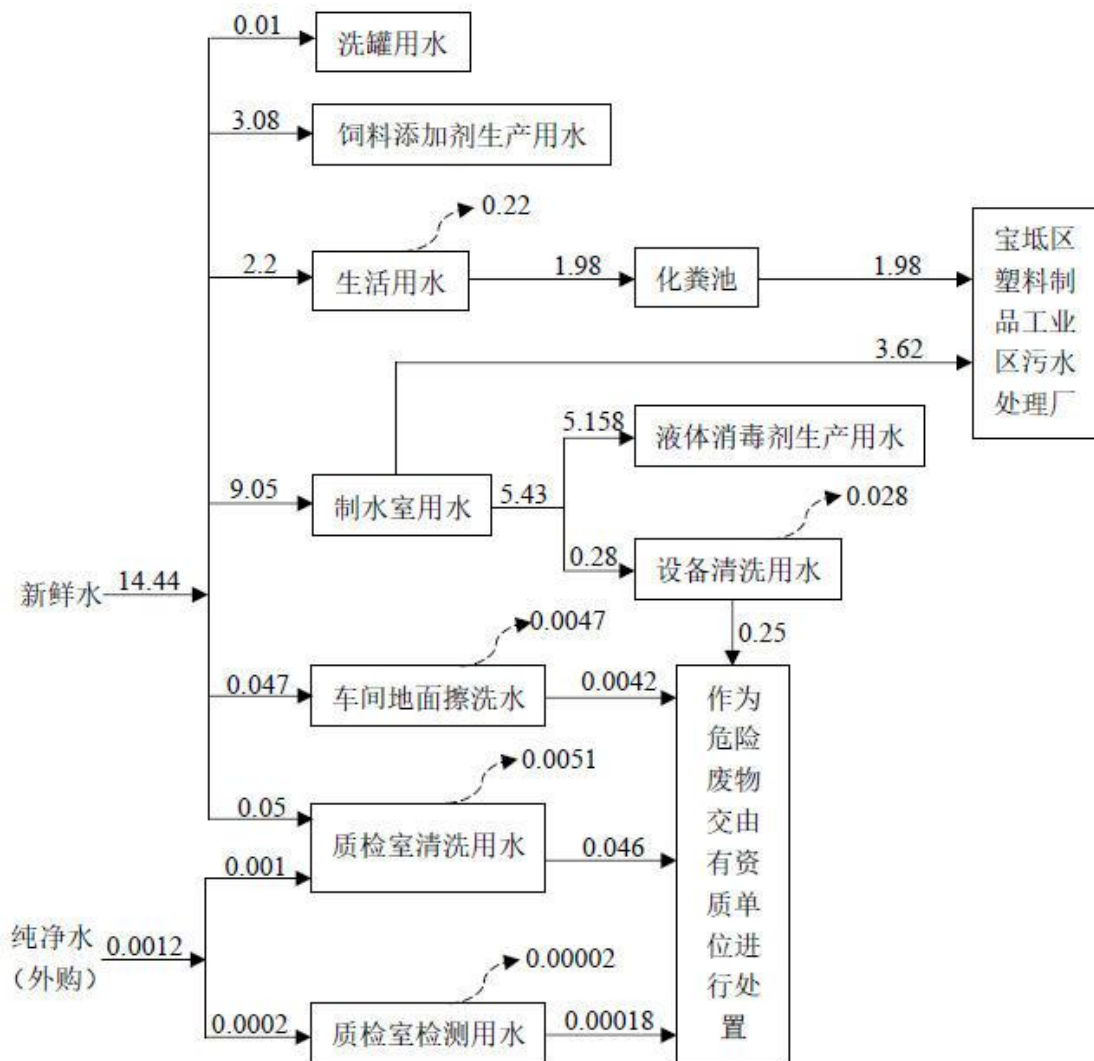 0.01
洗罐用水
3.08
饲料添加剂生产用水
0.22
2.2
生活用水
1.98
化粪池
1.98
宝坻区
塑料制
品工业
区污水
处理厂
3.62
5.158
液体消毒剂生产用水
9.05
制水室用水
5.43
0.028
0.28
设备清洗用水
新鲜水
14.44
0.25
0.0047
0.047
车间地面擦洗水
0.0042
作为
危险
废物
交由
有资
质单
位进
行处
置
0.0051
0.05
质检室清洗用水
0.046
0.001
纯净水
（外购）
0.0012
0.00002
0.0002
质检室检测用水
0.00018